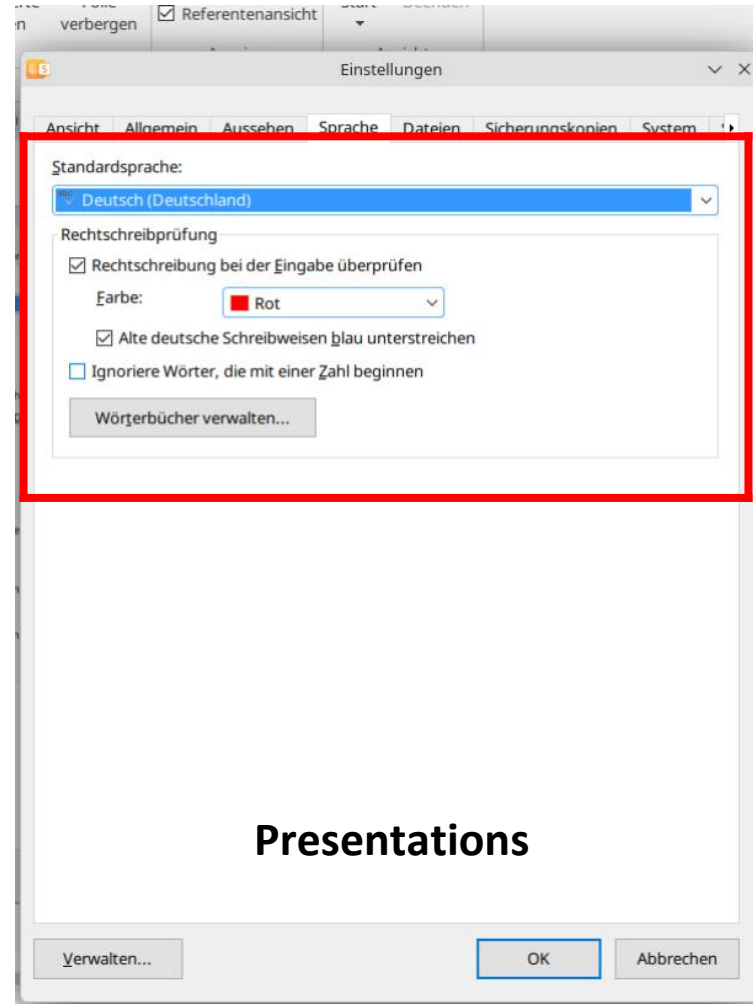 verbergen
Referentenansicht
Einstellungen
Ansicht Allgemein Aussehen Sprache Dateien Sicherungskopien System
Standardsprache:
Deutsch (Deutschland)
Rechtschreibprüfung
Rechtschreibung bei der Eingabe überprüfen
Farbe: Rot
Alte deutsche Schreibweisen blau unterstreichen
Ignoriere Wörter, die mit einer Zahl beginnen
Wörterbücher verwalten...
Presentations
Verwalten... OK Abbrechen